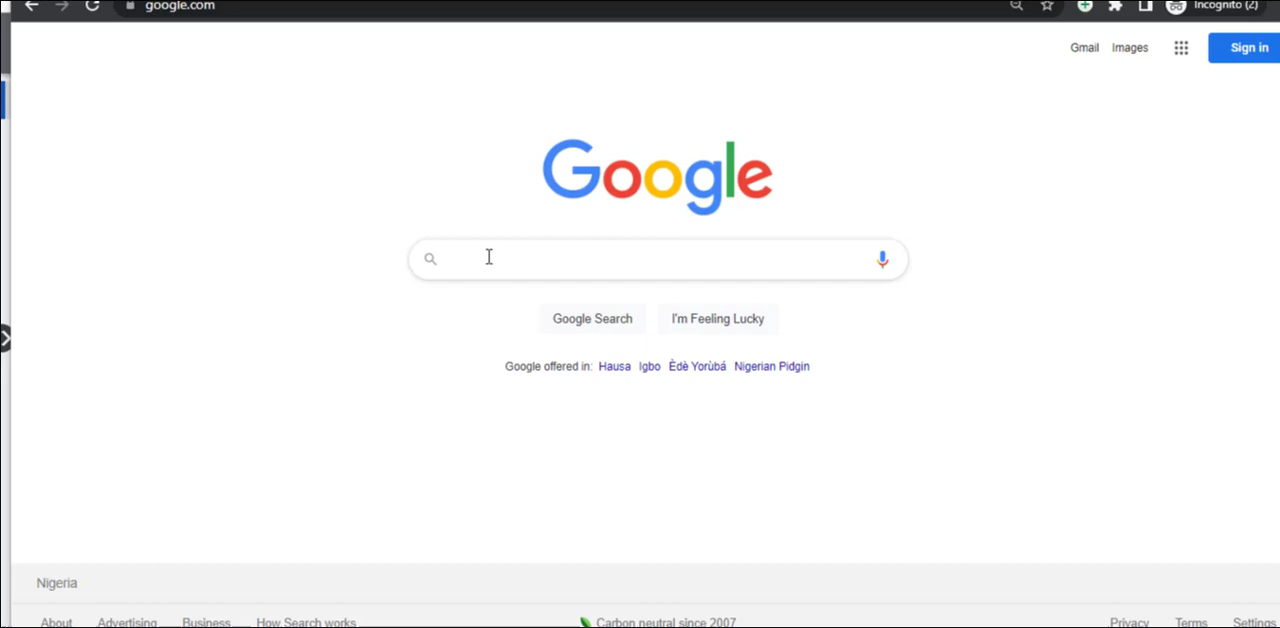 google.com
Incognito (2)
Gmail Images
Sign in
Google
Google Search I'm Feeling Lucky
Google offered in: Hausa Igbo Èdè Yorùbá Nigerian Pidgin
Nigeria
About Advertising Business How Search works Carbon neutral since 2007 Privacy Terms Settings